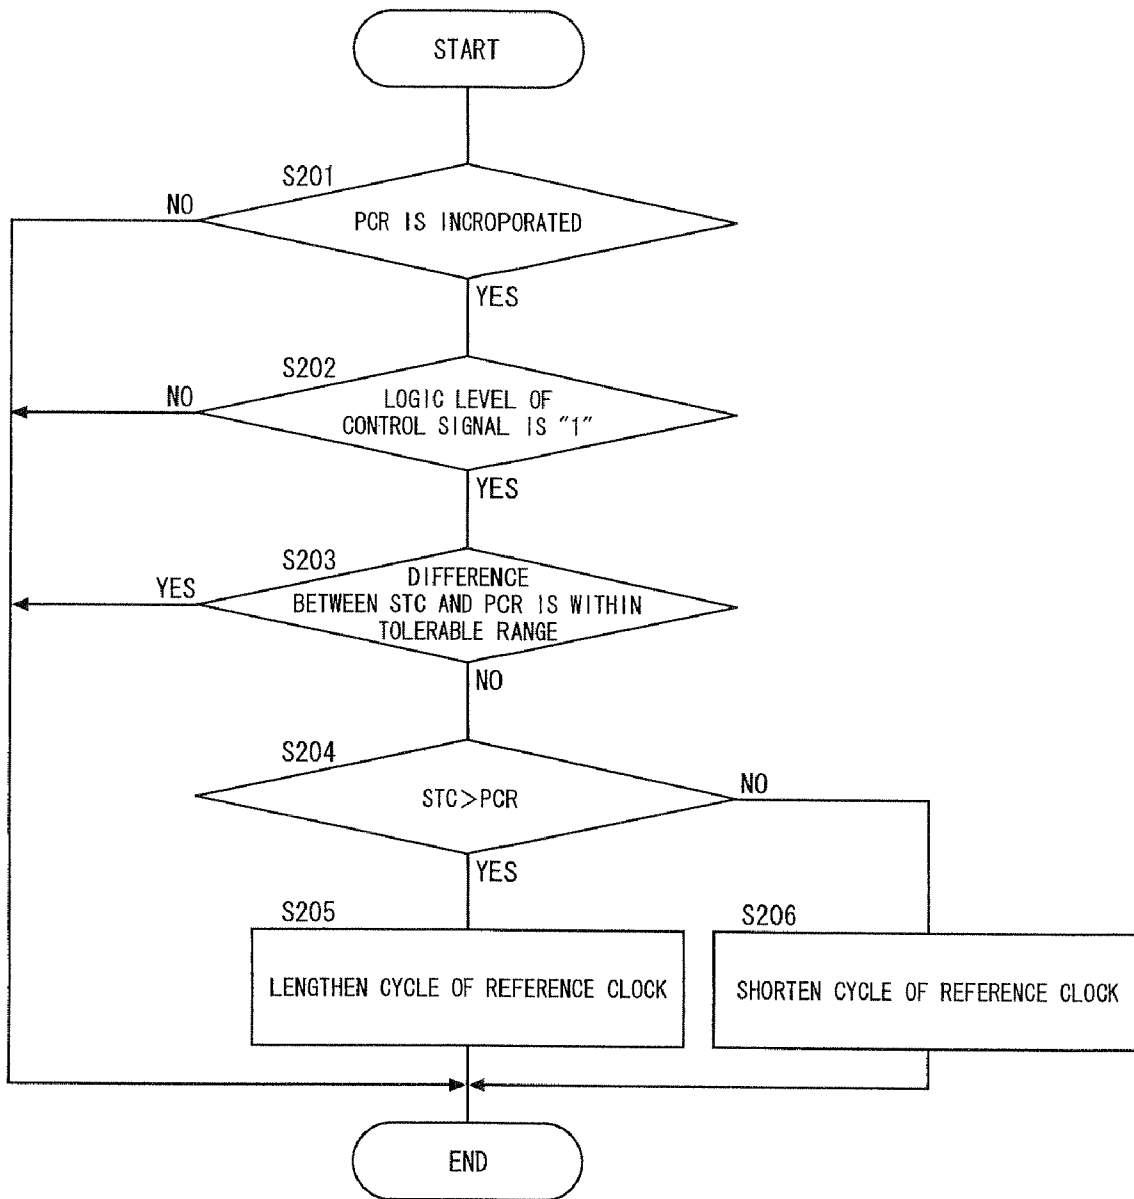 START
S201
NO
PCR IS INCROPORATED
YES
S202
NO
LOGIC LEVEL OF
CONTROL SIGNAL IS "1"
YES
S203
YES
DIFFERENCE
BETWEEN STC AND PCR IS WITHIN
TOLERABLE RANGE
NO
S204
STC>PCR
NO
YES
S205
LENGTHEN CYCLE OF REFERENCE CLOCK
S206
SHORTEN CYCLE OF REFERENCE CLOCK
END